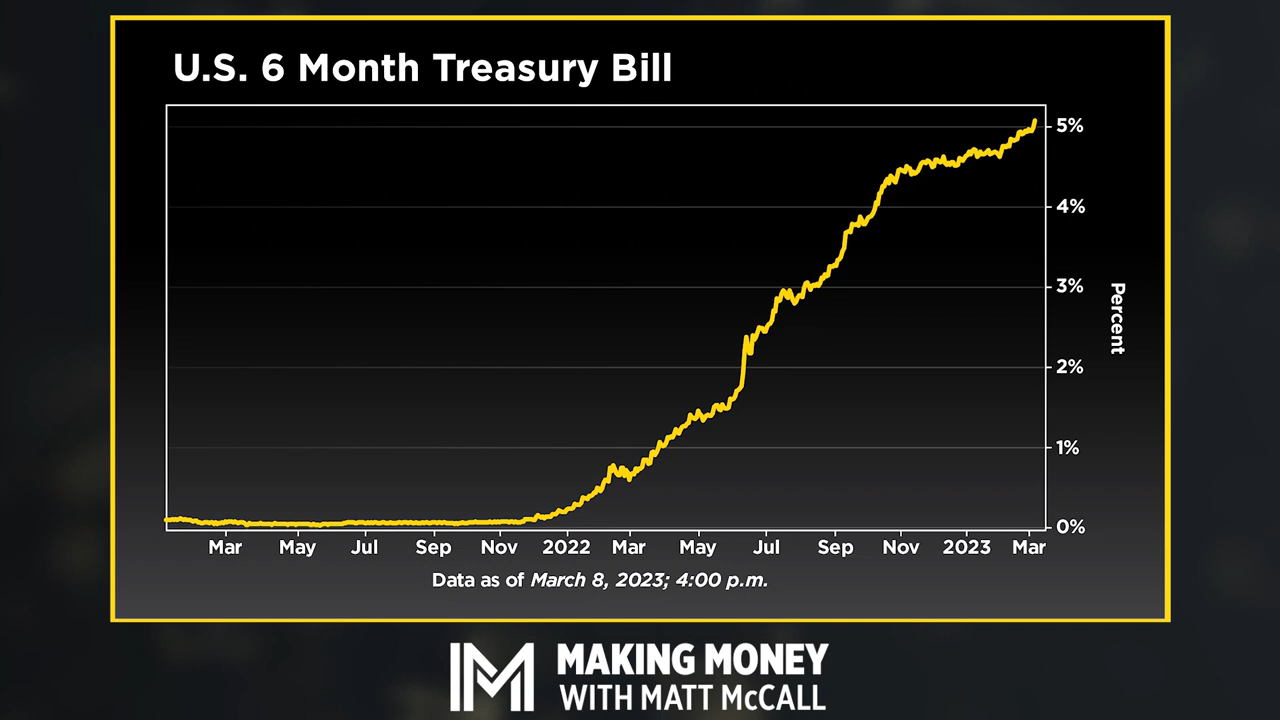 U.S. 6 Month Treasury Bill
5%
4%
3%
2%
1%
0%
Percent
Mar May Jul Sep Nov 2022 Mar May Jul Sep Nov 2023 Mar
Data as of March 8, 2023; 4:00 p.m.
MM
MAKING MONEY
WITH MATT McCALL